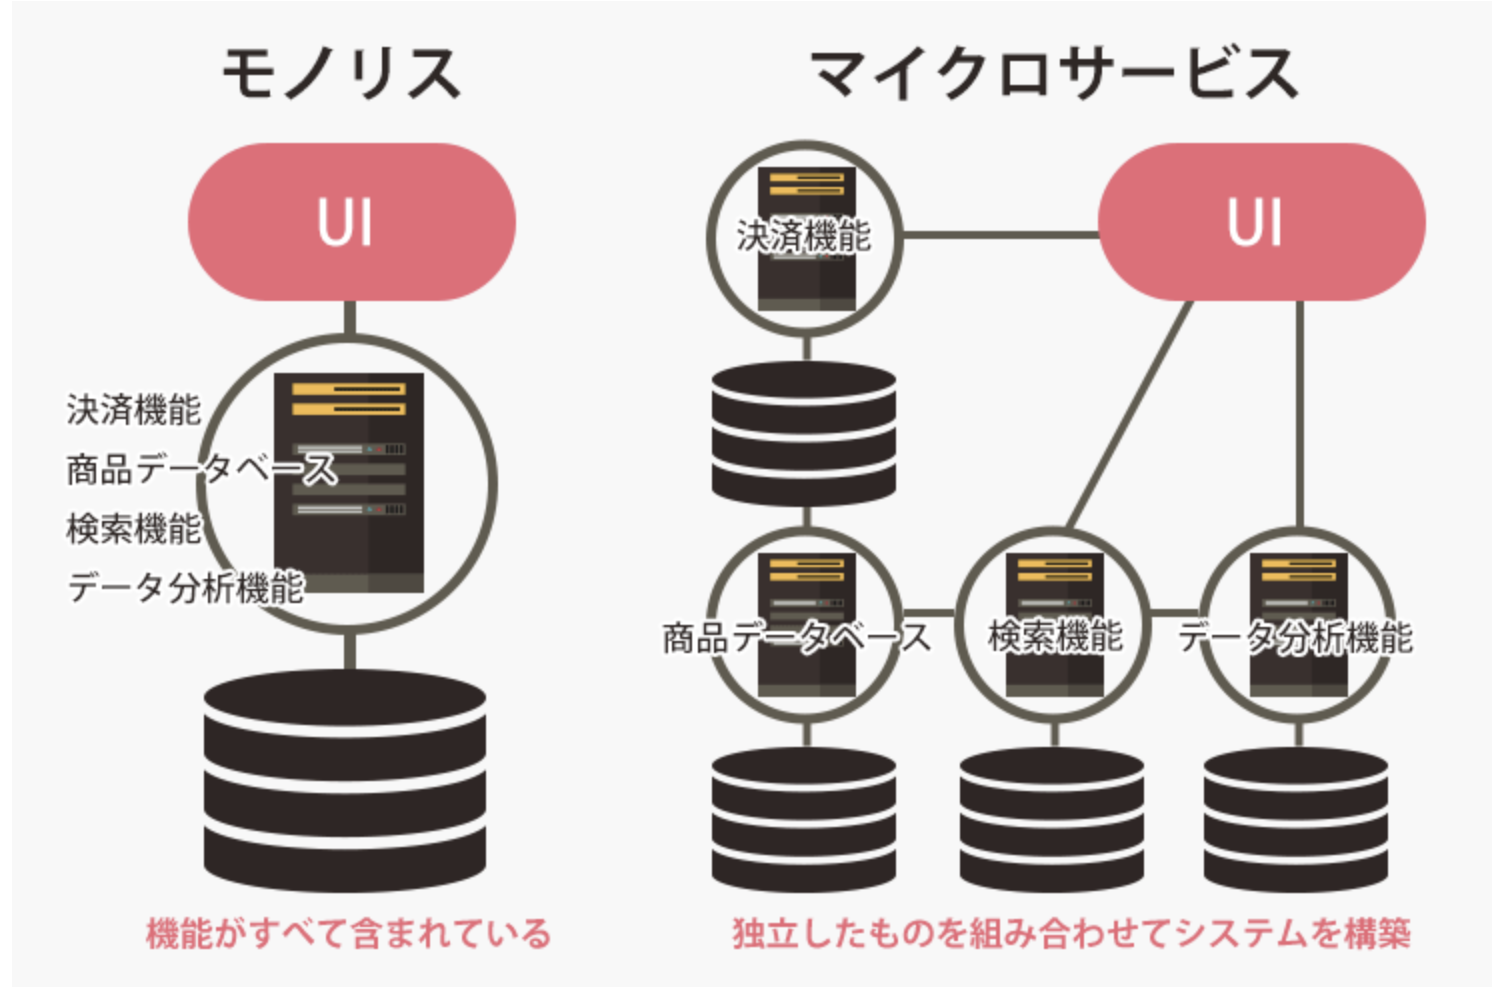 モノリス
UI
決済機能
商品データベース
検索機能
データ分析機能
機能がすべて含まれている
マイクロサービス
決済機能
UI
商品データベース
検索機能
データ分析機能
独立したものを組み合わせてシステムを構築